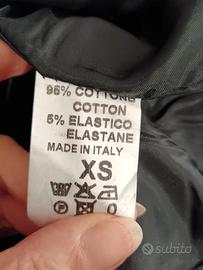 95% COTTONE
COTTON
5% ELASTICO
ELASTANE
MADE IN ITALY
XS
subito